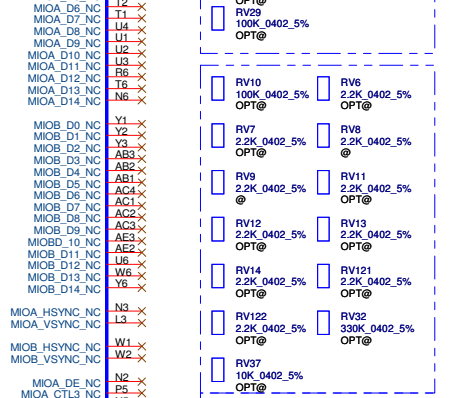 MIOA_D6_NC T2
MIOA_D7_NC T1
MIOA_D8_NC U4
MIOA_D9_NC U1
MIOA_D10_NC U2
MIOA_D11_NC U3
MIOA_D12_NC R6
MIOA_D13_NC T6
MIOA_D14_NC N6
MIOB_D0_NC Y1
MIOB_D1_NC Y2
MIOB_D2_NC Y3
MIOB_D3_NC AB3
MIOB_D4_NC AB2
MIOB_D5_NC AB1
MIOB_D6_NC AC4
MIOB_D7_NC AC1
MIOB_D8_NC AC2
MIOB_D9_NC AC3
MIOBD_10_NC AE3
MIOB_D11_NC AE2
MIOB_D12_NC U6
MIOB_D13_NC W6
MIOB_D14_NC Y6
MIOA_HSYNC_NC N3
MIOA_VSYNC_NC L3
MIOB_HSYNC_NC W1
MIOB_VSYNC_NC W2
MIOA_DE_NC N2
MIOA_CTL3_NC P5
OPT@
RV29
100K_0402_5%
OPT@
RV10 RV6
100K_0402_5% 2.2K_0402_5%
OPT@ OPT@
RV7 RV8
2.2K_0402_5% 2.2K_0402_5%
OPT@ @
RV9 RV11
2.2K_0402_5% 2.2K_0402_5%
@ OPT@
RV12 RV13
2.2K_0402_5% 2.2K_0402_5%
OPT@ OPT@
RV14 RV121
2.2K_0402_5% 2.2K_0402_5%
OPT@ OPT@
RV122 RV32
2.2K_0402_5% 330K_0402_5%
OPT@ OPT@
RV37
10K_0402_5%
OPT@